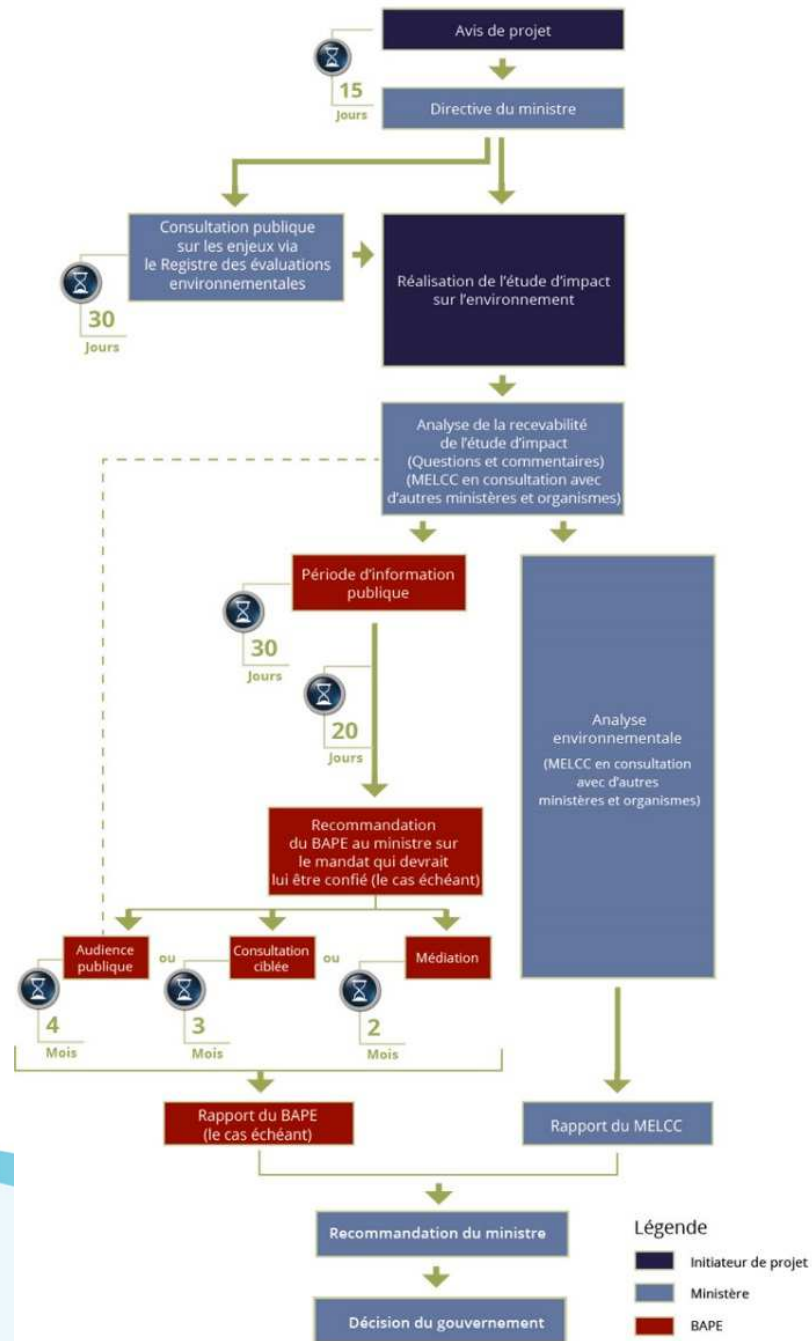 Avis de projet
15
Jours
Directive du ministre
Consultation publique
sur les enjeux via
le Registre des évaluations
environnementales
30
Jours
Réalisation de l'étude d'impact
sur l'environnement
Analyse de la recevabilité
de l'étude d'impact
(Questions et commentaires)
(MELCC en consultation avec
d'autres ministères et organismes)
Période d'information
publique
30
Jours
20
Jours
Analyse
environnementale
(MELCC en consultation
avec d'autres
ministères et organismes)
Recommandation
du BAPE au ministre sur
le mandat qui devrait
lui être confié (le cas échéant)
Audience
publique
ou
Consultation
ciblée
ou
Médiation
4
Mois
3
Mois
2
Mois
Rapport du BAPE
(le cas échéant)
Rapport du MELCC
Recommandation du ministre
Décision du gouvernement
Légende
Initiateur de projet
Ministère
BAPE